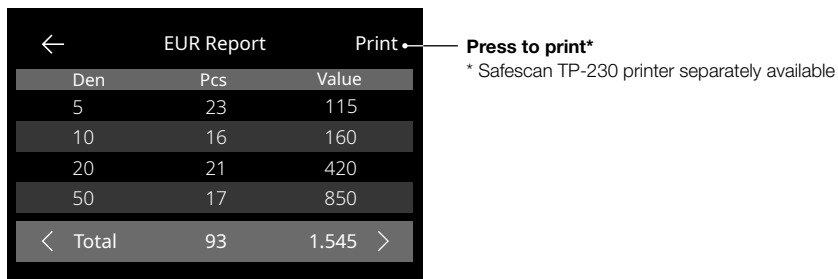 EUR Report Print
Press to print*
* Safescan TP-230 printer separately available
Den Pcs Value
5 23 115
10 16 160
20 21 420
50 17 850
Total 93 1.545